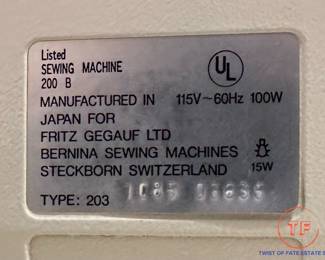 Listed
SEWING MACHINE
200 B
UL
MANUFACTURED IN 115V~60Hz 100W
JAPAN FOR
FRITZ GEGAUF LTD
BERNINA SEWING MACHINES
STECKBORN SWITZERLAND 15W
TYPE: 203
TF
TWIST OF FATE ESTATE S